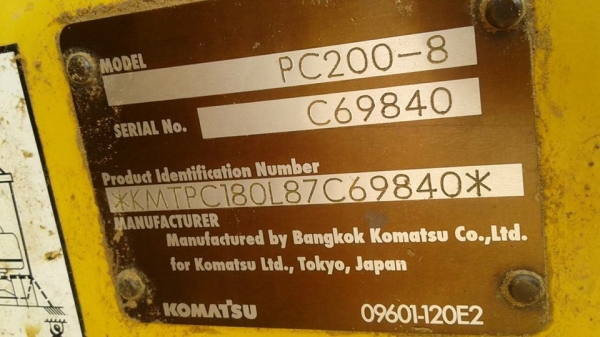 MODEL PC200-8
SERIAL No. C69840
Product Identification Number
*KMTPC180L87C69840*
MANUFACTURER
Manufactured by Bangkok Komatsu Co.,Ltd.
for Komatsu Ltd., Tokyo, Japan
KOMATSU 09601-120E2